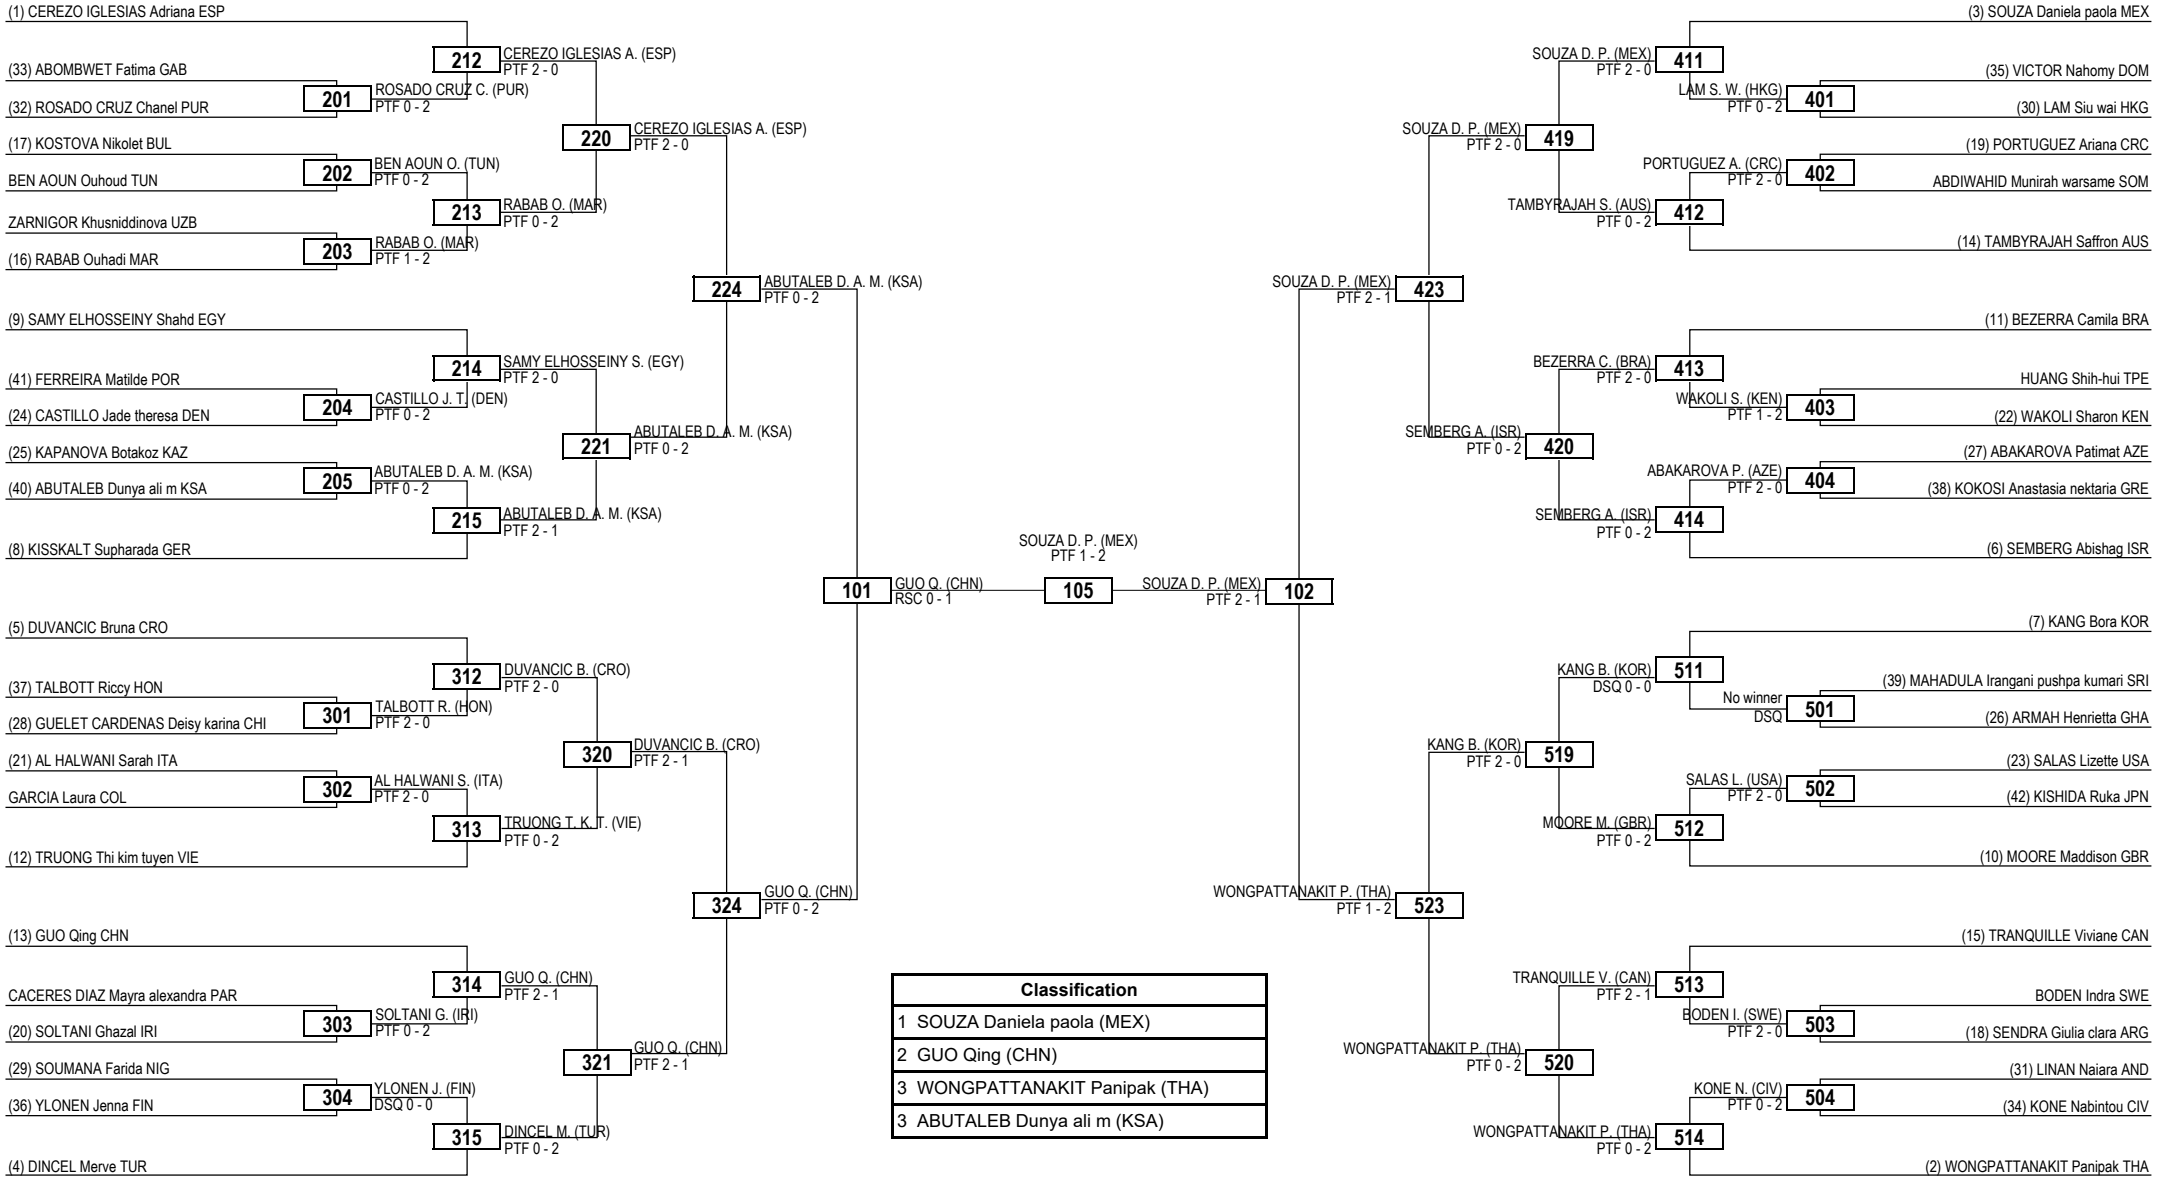 (1) CEREZO IGLESIAS Adriana ESP
212
CEREZO IGLESIAS A. (ESP)
PTF 2 - 0
(33) ABOMBWET Fatima GAB
201
ROSADO CRUZ C. (PUR)
PTF 0 - 2
(32) ROSADO CRUZ Chanel PUR
220
CEREZO IGLESIAS A. (ESP)
PTF 2 - 0
(17) KOSTOVA Nikolet BUL
202
BEN AOUN O. (TUN)
PTF 0 - 2
BEN AOUN Ouhoud TUN
213
RABAB O. (MAR)
PTF 0 - 2
ZARNIGOR Khusniddinova UZB
203
RABAB O. (MAR)
PTF 1 - 2
(16) RABAB Ouhadi MAR
224
ABUTALEB D. A. M. (KSA)
PTF 0 - 2
(9) SAMY ELHOSSEINY Shahd EGY
214
SAMY ELHOSSEINY S. (EGY)
PTF 2 - 0
(41) FERREIRA Matilde POR
204
CASTILLO J. T. (DEN)
PTF 0 - 2
(24) CASTILLO Jade theresa DEN
221
ABUTALEB D. A. M. (KSA)
PTF 0 - 2
(25) KAPANOVA Botakoz KAZ
205
ABUTALEB D. A. M. (KSA)
PTF 0 - 2
(40) ABUTALEB Dunya ali m KSA
215
ABUTALEB D. A. M. (KSA)
PTF 2 - 1
(8) KISSKALT Supharada GER
101
GUO Q. (CHN)
RSC 0 - 1
(5) DUVANCIC Bruna CRO
312
DUVANCIC B. (CRO)
PTF 2 - 0
(37) TALBOTT Riccy HON
301
TALBOTT R. (HON)
PTF 2 - 0
(28) GUELET CARDENAS Deisy karina CHI
320
DUVANCIC B. (CRO)
PTF 2 - 1
(21) AL HALWANI Sarah ITA
302
AL HALWANI S. (ITA)
PTF 2 - 0
GARCIA Laura COL
313
TRUONG T. K. T. (VIE)
PTF 0 - 2
(12) TRUONG Thi kim tuyen VIE
324
GUO Q. (CHN)
PTF 0 - 2
(13) GUO Qing CHN
314
GUO Q. (CHN)
PTF 2 - 1
CACERES DIAZ Mayra alexandra PAR
303
SOLTANI G. (IRI)
PTF 0 - 2
(20) SOLTANI Ghazal IRI
321
GUO Q. (CHN)
PTF 2 - 1
(29) SOUMANA Farida NIG
304
YLONEN J. (FIN)
DSQ 0 - 0
(36) YLONEN Jenna FIN
315
DINCEL M. (TUR)
PTF 0 - 2
(4) DINCEL Merve TUR
SOUZA D. P. (MEX)
PTF 1 - 2
105
SOUZA D. P. (MEX)
PTF 2 - 1
102
(3) SOUZA Daniela paola MEX
SOUZA D. P. (MEX)
PTF 2 - 0
411
(35) VICTOR Nahomy DOM
LAM S. W. (HKG)
PTF 0 - 2
401
(30) LAM Siu wai HKG
SOUZA D. P. (MEX)
PTF 2 - 0
419
(19) PORTUGUEZ Ariana CRC
PORTUGUEZ A. (CRC)
PTF 2 - 0
402
ABDIWAHID Munirah warsame SOM
TAMBYRAJAH S. (AUS)
PTF 0 - 2
412
(14) TAMBYRAJAH Saffron AUS
SOUZA D. P. (MEX)
PTF 2 - 1
423
(11) BEZERRA Camila BRA
BEZERRA C. (BRA)
PTF 2 - 0
413
HUANG Shih-hui TPE
WAKOLI S. (KEN)
PTF 1 - 2
403
(22) WAKOLI Sharon KEN
SEMBERG A. (ISR)
PTF 0 - 2
420
(27) ABAKAROVA Patimat AZE
ABAKAROVA P. (AZE)
PTF 2 - 0
404
(38) KOKOSI Anastasia nektaria GRE
SEMBERG A. (ISR)
PTF 0 - 2
414
(6) SEMBERG Abishag ISR
(7) KANG Bora KOR
KANG B. (KOR)
DSQ 0 - 0
511
(39) MAHADULA Irangani pushpa kumari SRI
No winner
DSQ
501
(26) ARMAH Henrietta GHA
KANG B. (KOR)
PTF 2 - 0
519
(23) SALAS Lizette USA
SALAS L. (USA)
PTF 2 - 0
502
(42) KISHIDA Ruka JPN
MOORE M. (GBR)
PTF 0 - 2
512
(10) MOORE Maddison GBR
WONGPATTANAKIT P. (THA)
PTF 1 - 2
523
(15) TRANQUILLE Viviane CAN
TRANQUILLE V. (CAN)
PTF 2 - 1
513
BODEN Indra SWE
BODEN I. (SWE)
PTF 2 - 0
503
(18) SENDRA Giulia clara ARG
WONGPATTANAKIT P. (THA)
PTF 0 - 2
520
(31) LINAN Naiara AND
KONE N. (CIV)
PTF 0 - 2
504
(34) KONE Nabintou CIV
WONGPATTANAKIT P. (THA)
PTF 0 - 2
514
(2) WONGPATTANAKIT Panipak THA
Classification
1 SOUZA Daniela paola (MEX)
2 GUO Qing (CHN)
3 WONGPATTANAKIT Panipak (THA)
3 ABUTALEB Dunya ali m (KSA)